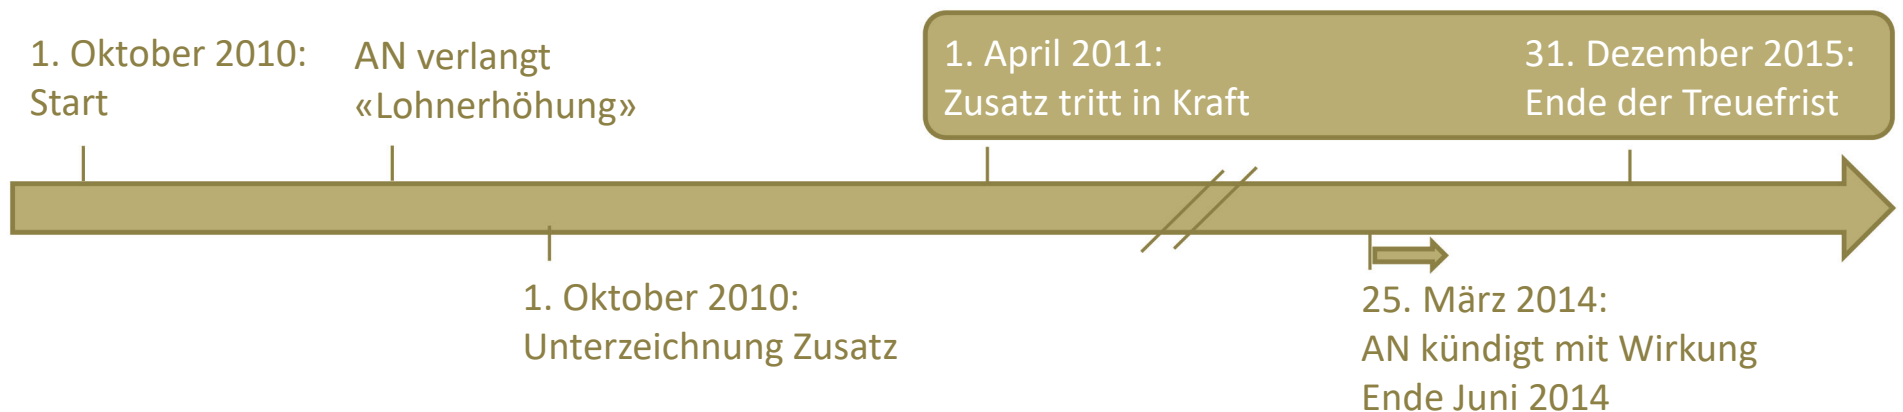 1. Oktober 2010:
Start
AN verlangt
«Lohnerhöhung»
1. April 2011:
Zusatz tritt in Kraft
31. Dezember 2015:
Ende der Treuefrist
1. Oktober 2010:
Unterzeichnung Zusatz
25. März 2014:
AN kündigt mit Wirkung
Ende Juni 2014